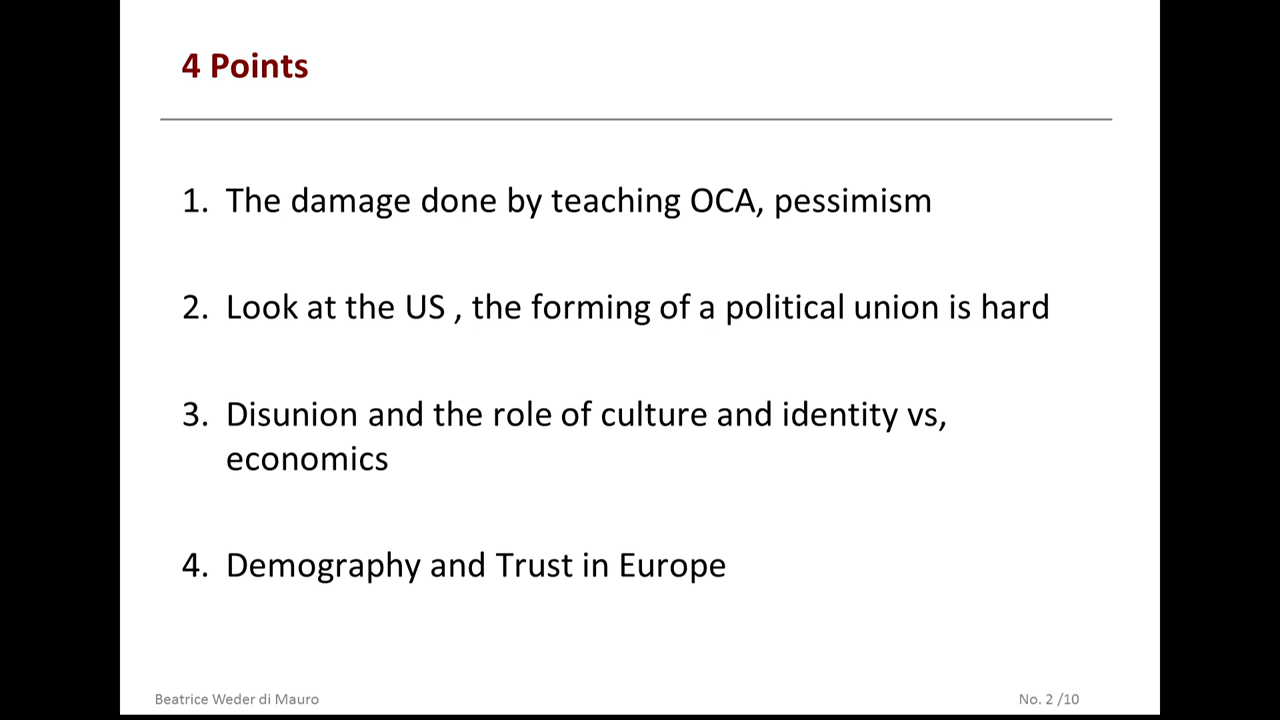 4 Points
1. The damage done by teaching OCA, pessimism
2. Look at the US , the forming of a political union is hard
3. Disunion and the role of culture and identity vs,
economics
4. Demography and Trust in Europe
Beatrice Weder di Mauro
No. 2 /10